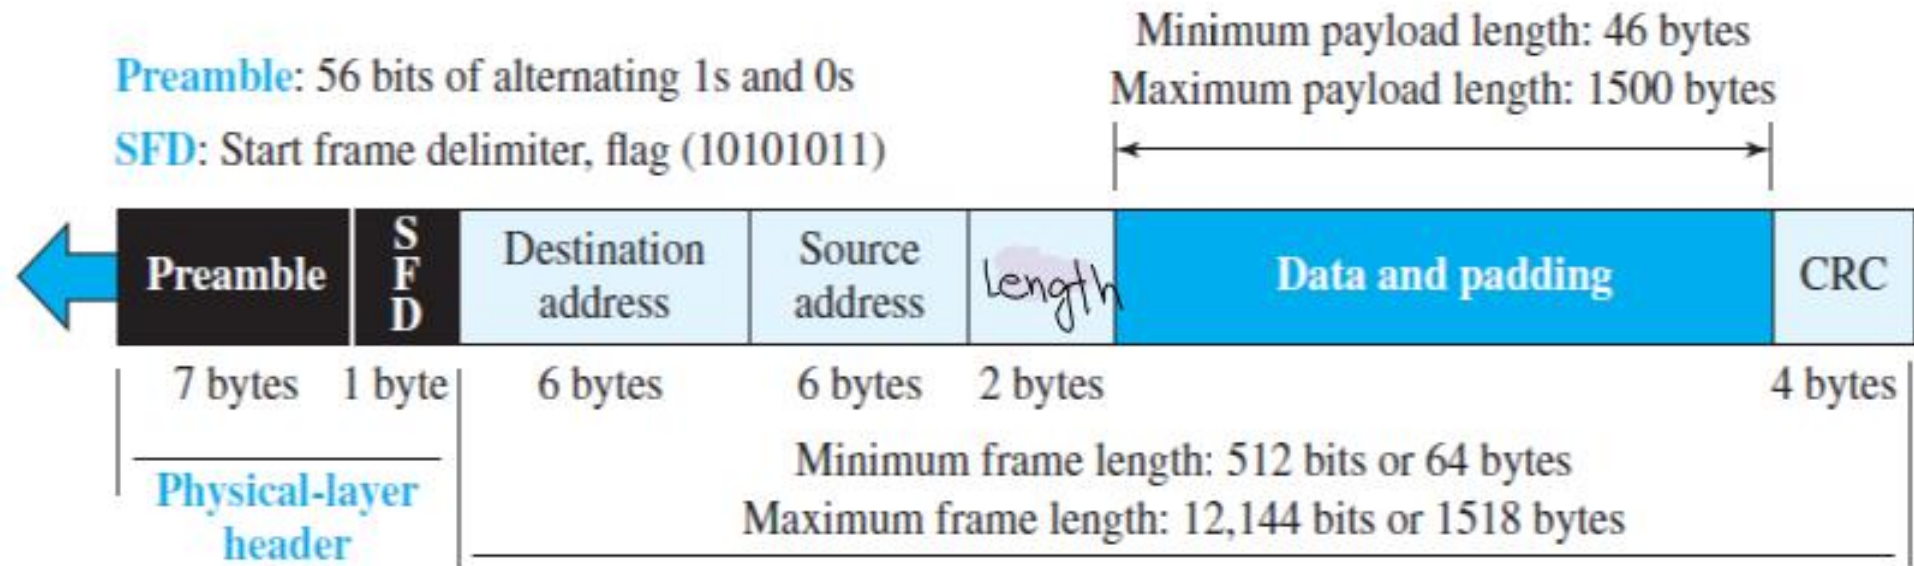 Minimum payload length: 46 bytes
Maximum payload length: 1500 bytes
Preamble: 56 bits of alternating 1s and 0s
SFD: Start frame delimiter, flag (10101011)
Preamble
S
F
D
Destination
address
Source
address
Length
Data and padding
CRC
7 bytes
1 byte
6 bytes
6 bytes
2 bytes
4 bytes
Physical-layer
header
Minimum frame length: 512 bits or 64 bytes
Maximum frame length: 12,144 bits or 1518 bytes